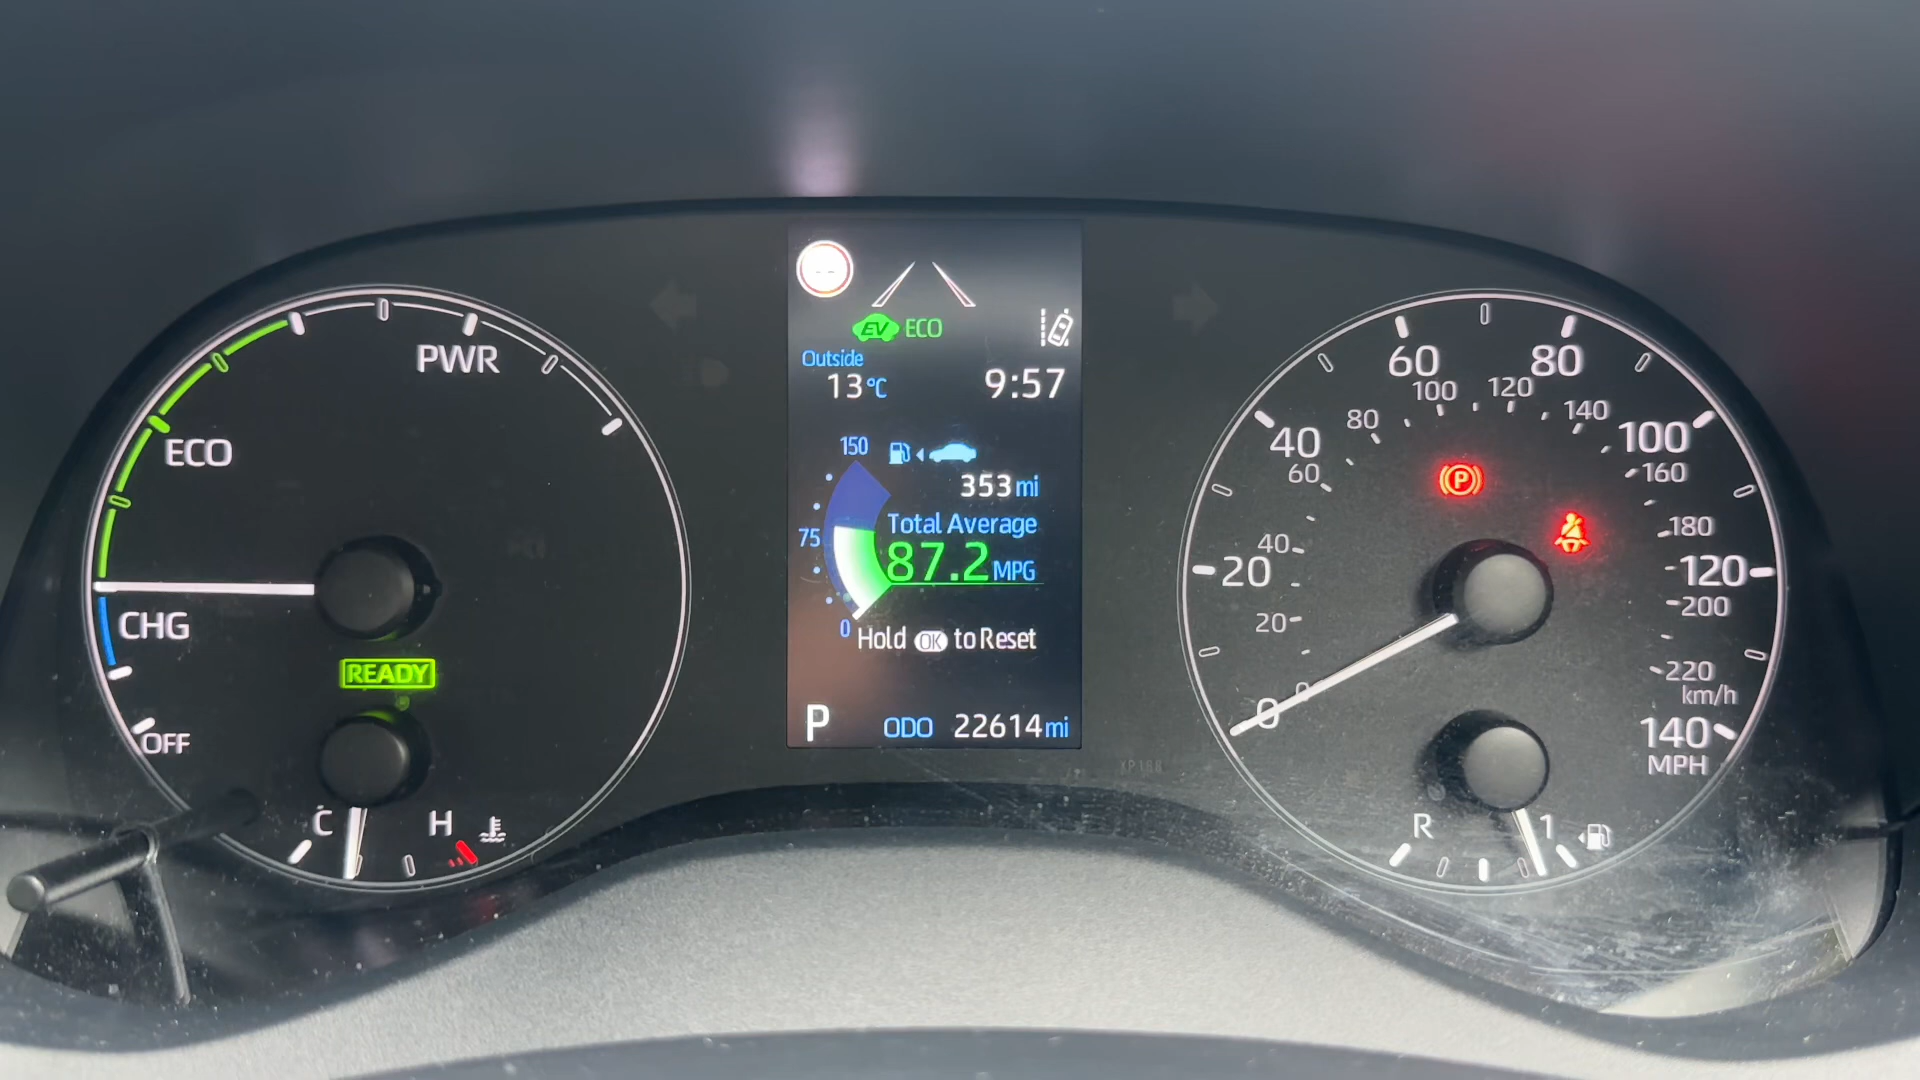 PWR
ECO
CHG
OFF
READY
C
H
EV ECO
Outside
13°C
9:57
150
353 mi
Total Average
75
87.2 MPG
0
Hold OK to Reset
P
ODO 22614 mi
0
20
40
60
80
100
120
140
MPH
0
20
40
60
80
100
120
140
160
180
200
220
km/h
P
R
1